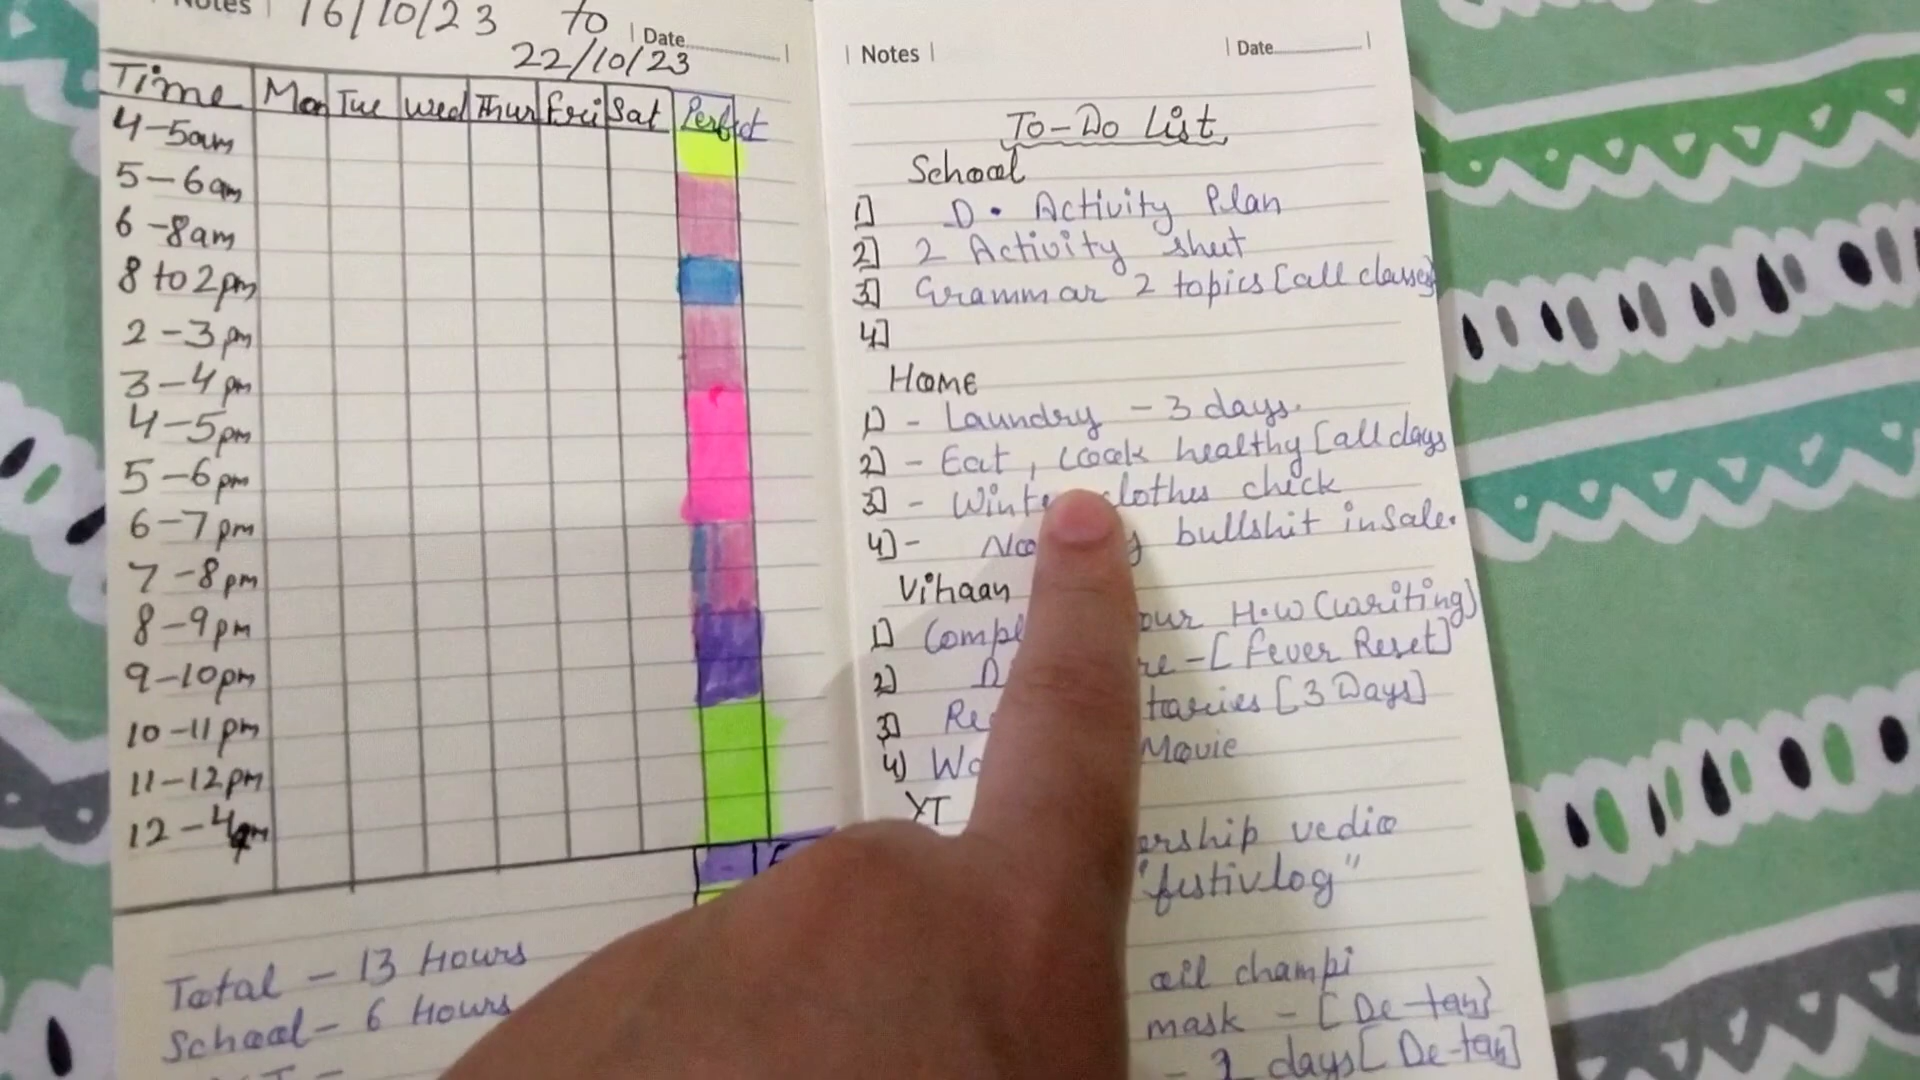 Notes | 16/10/23 to | Date |
22/10/23
Time Mon Tue Wed Thur Fri Sat Perfect
4-5am
5-6am
6-8am
8 to 2pm
2-3pm
3-4pm
4-5pm
5-6pm
6-7pm
7-8pm
8-9pm
9-10pm
10-11pm
11-12pm
12-4am
Total - 13 Hours
School - 6 Hours
| Notes | | Date |
To-Do List
School
1] D. Activity Plan
2] 2 Activity sheet
3] Grammar 2 topics [all classes]
4]
Home
1) - Laundry - 3 days.
2) - Eat, cook healthy [all days
3) - Winter clothes check
4) - bullshit in Sale.
Vihaan
1) H.W (writing)
2) - [Fever Reset]
3) [3 Days]
4) Movie
YT
vedio
"festivlog"
oil champi
mask - [De-tan]
days [De-tan]